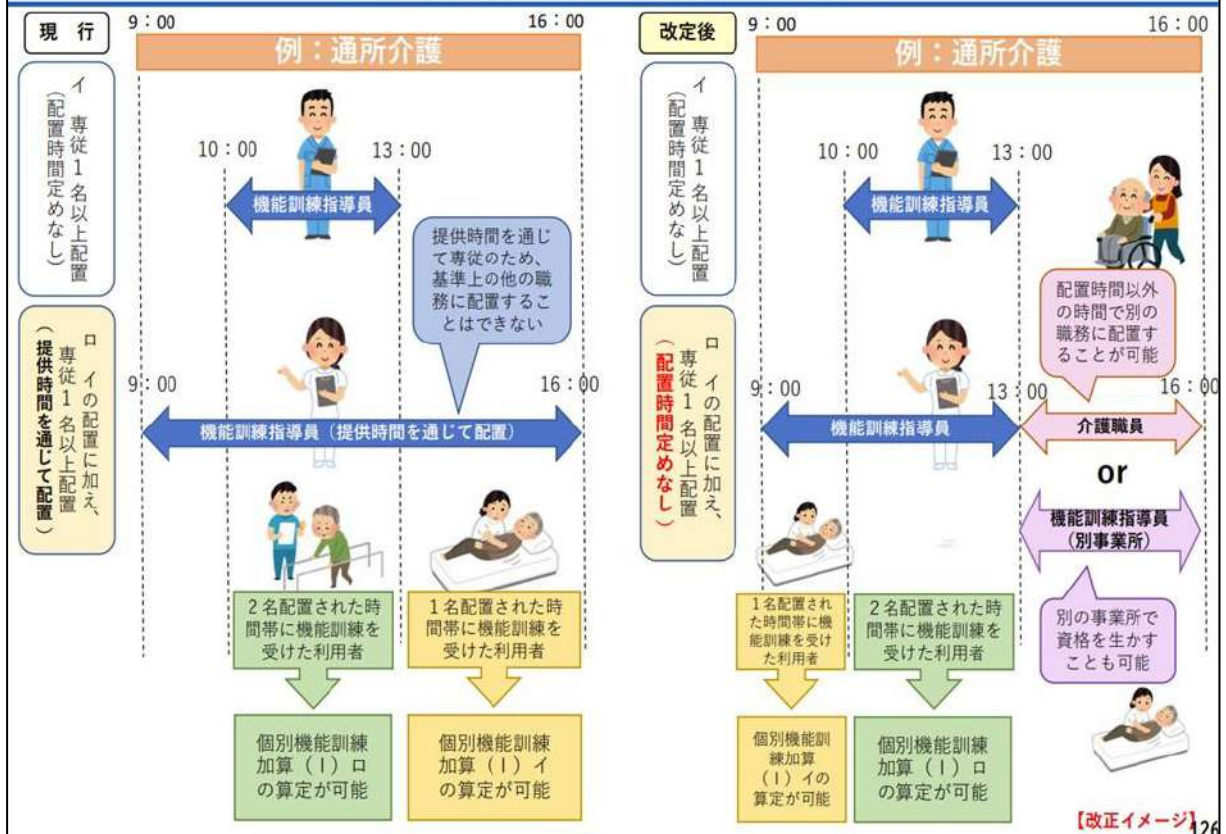 現 行
9：00
16：00
例：通所介護
イ 専従１名以上配置
（配置時間定めなし）
10：00
13：00
機能訓練指導員
提供時間を通じ
て専従のため、
基準上の他の職
務に配置するこ
とはできない
ロ イの配置に加え、
専従１名以上配置
（提供時間を通じて配置）
9：00
16：00
機能訓練指導員（提供時間を通じて配置）
２名配置された時
間帯に機能訓練を
受けた利用者
１名配置された時
間帯に機能訓練を
受けた利用者
個別機能訓練
加算（Ⅰ）ロ
の算定が可能
個別機能訓練
加算（Ⅰ）イ
の算定が可能
改定後
9：00
16：00
例：通所介護
イ 専従１名以上配置
（配置時間定めなし）
10：00
13：00
機能訓練指導員
配置時間以外
の時間で別の
職務に配置す
ることが可能
ロ イの配置に加え、
専従１名以上配置
（配置時間定めなし）
9：00
13：00
16：00
機能訓練指導員
介護職員
or
機能訓練指導員
（別事業所）
別の事業所で
資格を生かす
ことも可能
１名配置され
た時間帯に機
能訓練を受け
た利用者
２名配置された時
間帯に機能訓練を
受けた利用者
個別機能訓
練加算
（Ⅰ）イの
算定が可能
個別機能訓練
加算（Ⅰ）ロ
の算定が可能
【改正イメージ】
126